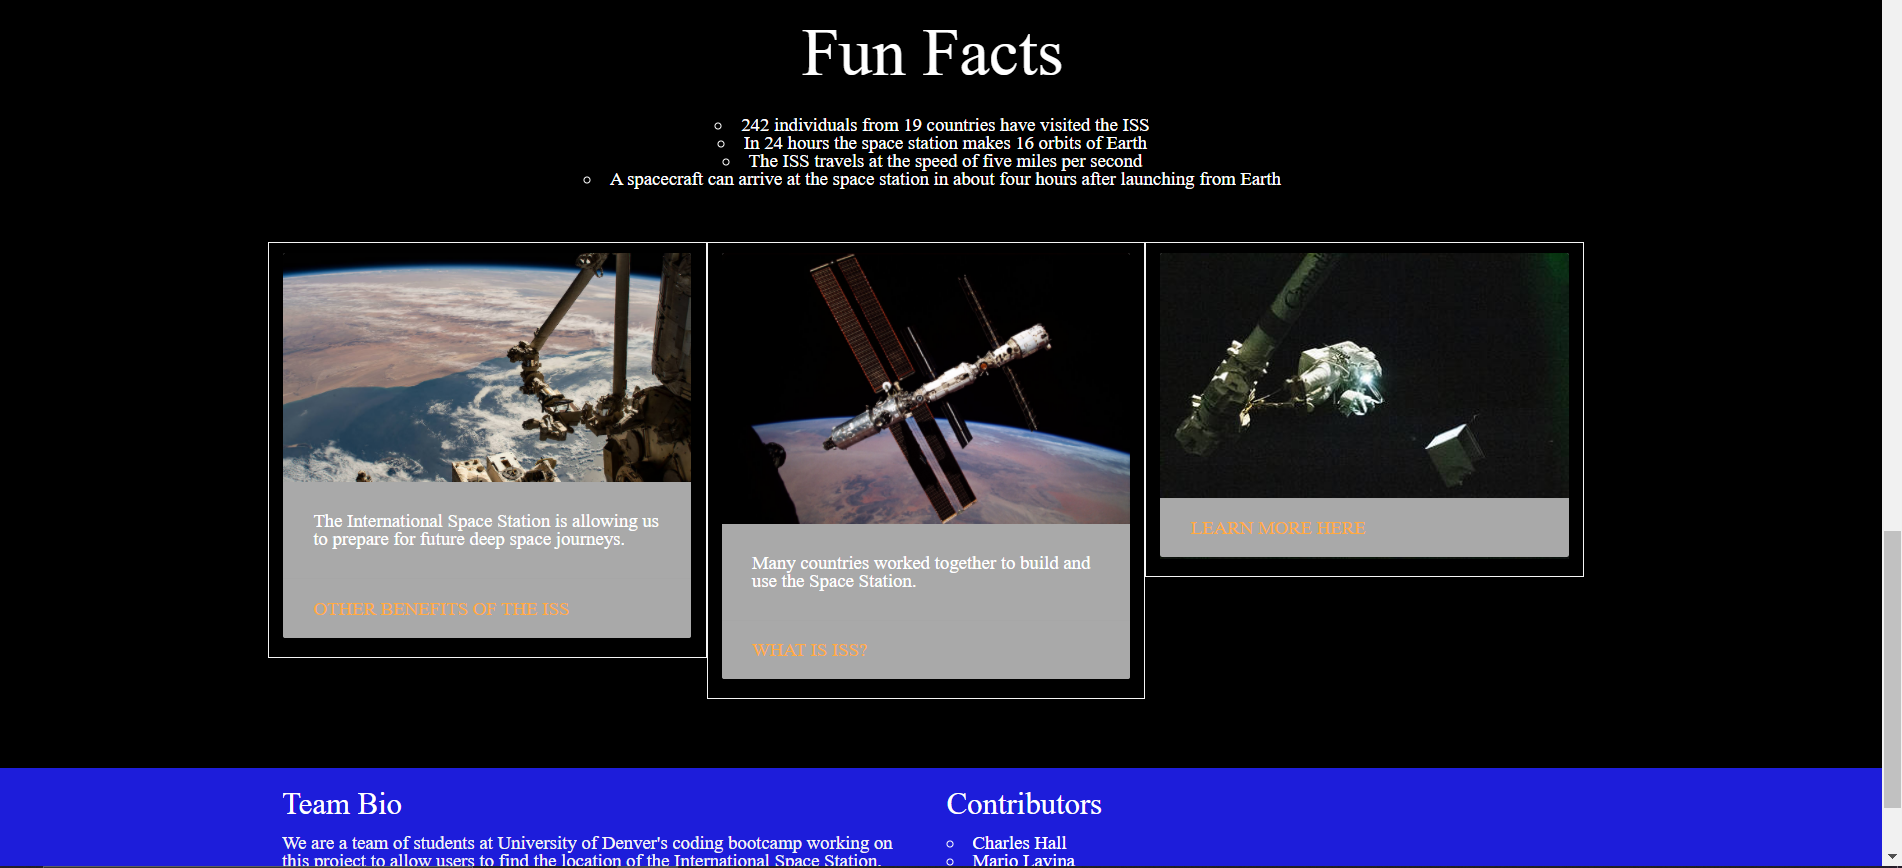 Fun Facts
242 individuals from 19 countries have visited the ISS
In 24 hours the space station makes 16 orbits of Earth
The ISS travels at the speed of five miles per second
A spacecraft can arrive at the space station in about four hours after launching from Earth
The International Space Station is allowing us
to prepare for future deep space journeys.
OTHER BENEFITS OF THE ISS
Many countries worked together to build and
use the Space Station.
WHAT IS ISS?
LEARN MORE HERE
Team Bio
We are a team of students at University of Denver's coding bootcamp working on
this project to allow users to find the location of the International Space Station.
Contributors
Charles Hall
Mario Lavina